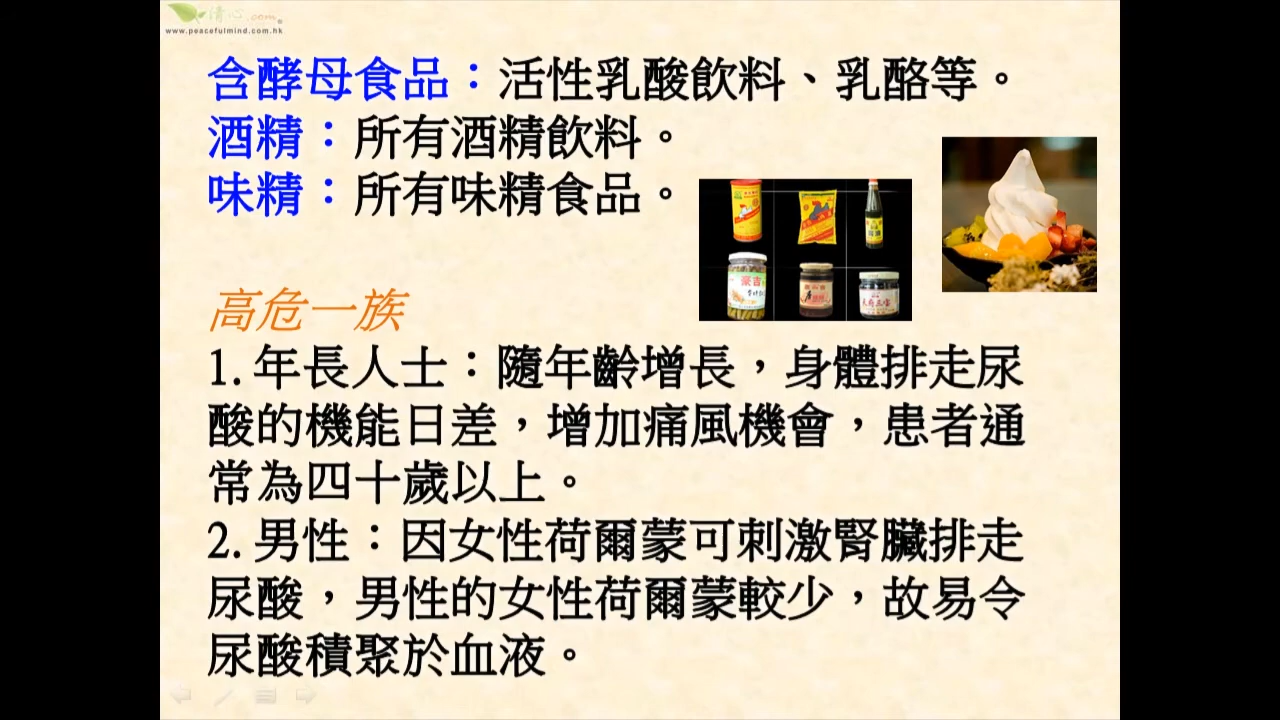 清心.com
www.peacefulmind.com.hk
含酵母食品：活性乳酸飲料、乳酪等。
酒精：所有酒精飲料。
味精：所有味精食品。
高危一族
1. 年長人士：隨年齡增長，身體排走尿
酸的機能日差，增加痛風機會，患者通
常為四十歲以上。
2. 男性：因女性荷爾蒙可刺激腎臟排走
尿酸，男性的女性荷爾蒙較少，故易令
尿酸積聚於血液。